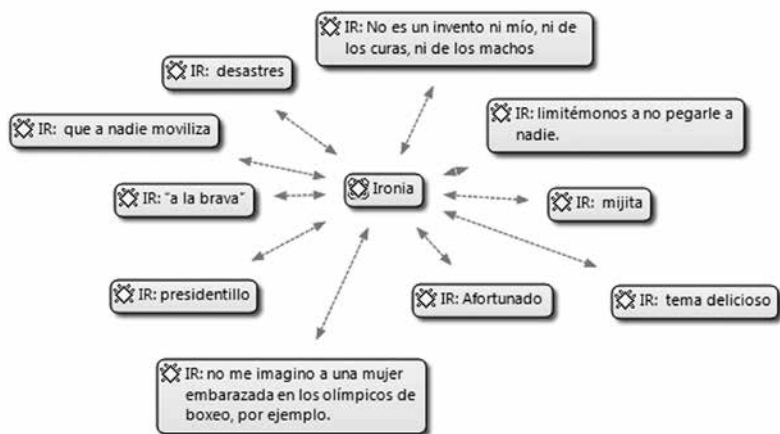 IR: No es un invento ni mío, ni de
los curas, ni de los machos
IR: desastres
IR: limitémonos a no pegarle a
nadie.
IR: que a nadie moviliza
Ironia
IR: "a la brava"
IR: mijita
IR: presidentillo
IR: Afortunado
IR: tema delicioso
IR: no me imagino a una mujer
embarazada en los olímpicos de
boxeo, por ejemplo.